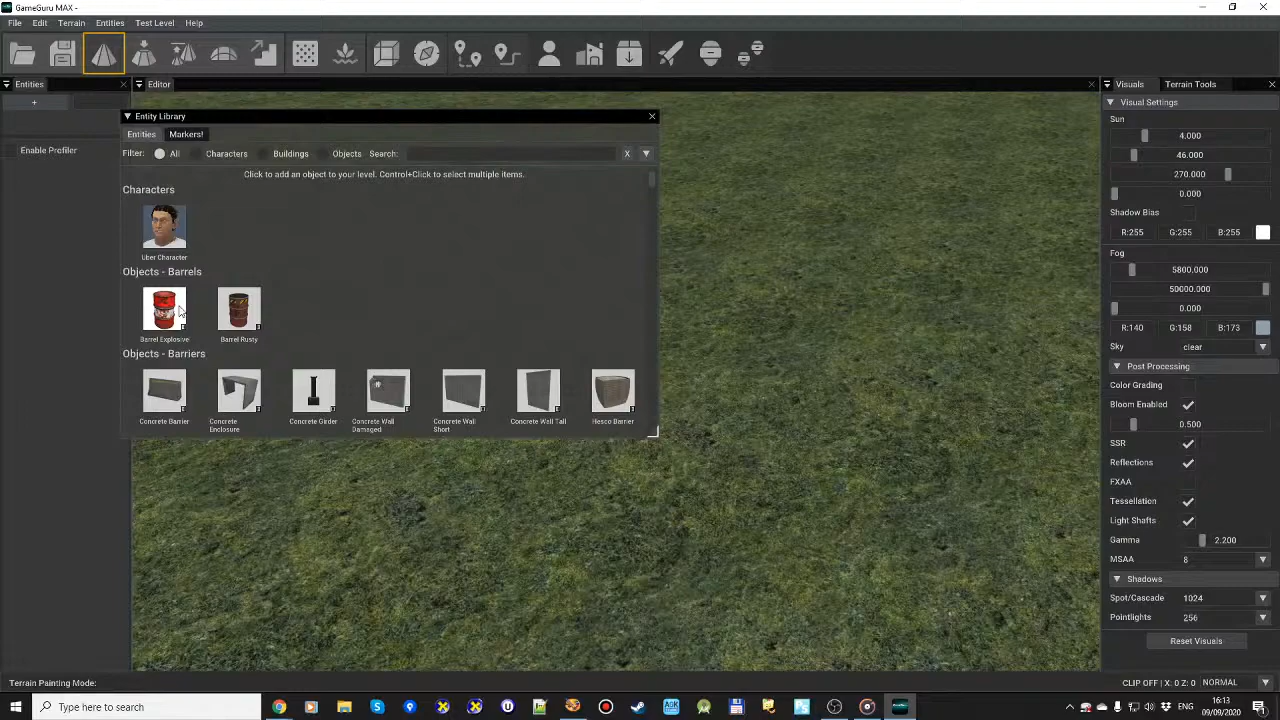 GameGuru MAX -
File Edit Terrain Entities Test Level Help
Entities
Editor
Visuals Terrain Tools
+
Enable Profiler
Entity Library
Entities Markers!
Filter: All Characters Buildings Objects Search: X
Click to add an object to your level. Control+Click to select multiple items.
Characters
Uber Character
Objects - Barrels
Barrel Explosive Barrel Rusty
Objects - Barriers
Concrete Barrier
Concrete
Enclosure
Concrete Girder
Concrete Wall
Damaged
Concrete Wall
Short
Concrete Wall Tall
Hesco Barrier
Visual Settings
Sun
4.000
46.000
270.000
0.000
Shadow Bias
R:255 G:255 B:255
Fog
5800.000
50000.000
0.000
R:140 G:158 B:173
Sky clear
Post Processing
Color Grading
Bloom Enabled
0.500
SSR
Reflections
FXAA
Tessellation
Light Shafts
Gamma 2.200
MSAA 8
Shadows
Spot/Cascade 1024
Pointlights 256
Reset Visuals
Terrain Painting Mode:
CLIP OFF | X: 0 Z: 0 NORMAL
Type here to search
16:13
09/09/2020